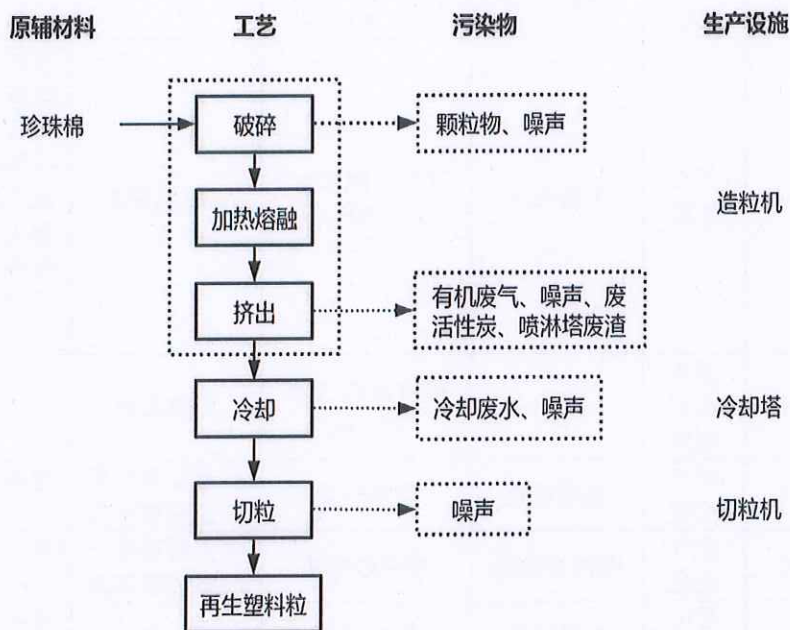 原辅材料 工艺 污染物 生产设施
珍珠棉 破碎 颗粒物、噪声
加热熔融 造粒机
挤出 有机废气、噪声、废
活性炭、喷淋塔废渣
冷却 冷却废水、噪声 冷却塔
切粒 噪声 切粒机
再生塑料粒